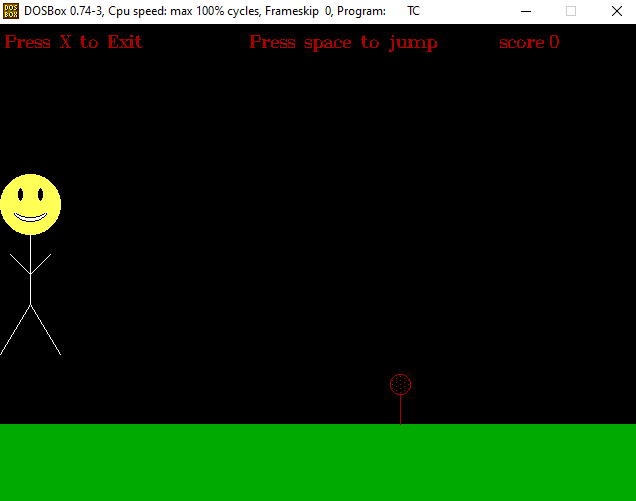 DOSBox 0.74-3, Cpu speed: max 100% cycles, Frameskip 0, Program: TC
Press X to Exit Press space to jump score 0